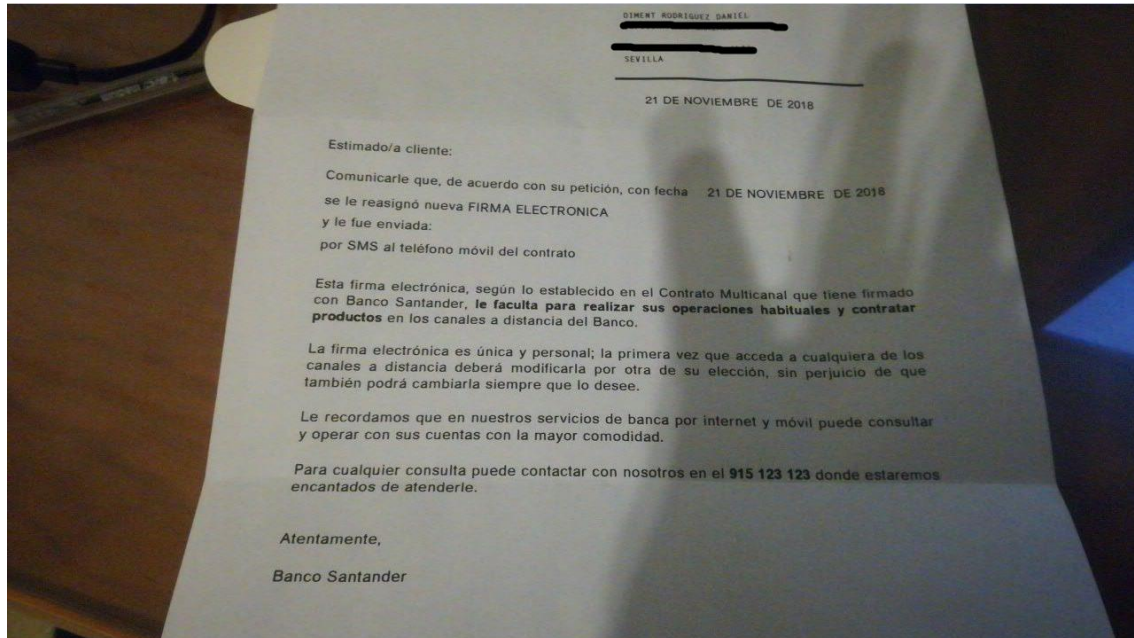 DIMENT RODRIGUEZ DANIEL
SEVILLA
21 DE NOVIEMBRE DE 2018
Estimado/a cliente:
Comunicarle que, de acuerdo con su petición, con fecha 21 DE NOVIEMBRE DE 2018
se le reasignó nueva FIRMA ELECTRONICA
y le fue enviada:
por SMS al teléfono móvil del contrato
Esta firma electrónica, según lo establecido en el Contrato Multicanal que tiene firmado
con Banco Santander, le faculta para realizar sus operaciones habituales y contratar
productos en los canales a distancia del Banco.
La firma electrónica es única y personal; la primera vez que acceda a cualquiera de los
canales a distancia deberá modificarla por otra de su elección, sin perjuicio de que
también podrá cambiarla siempre que lo desee.
Le recordamos que en nuestros servicios de banca por internet y móvil puede consultar
y operar con sus cuentas con la mayor comodidad.
Para cualquier consulta puede contactar con nosotros en el 915 123 123 donde estaremos
encantados de atenderle.
Atentamente,
Banco Santander